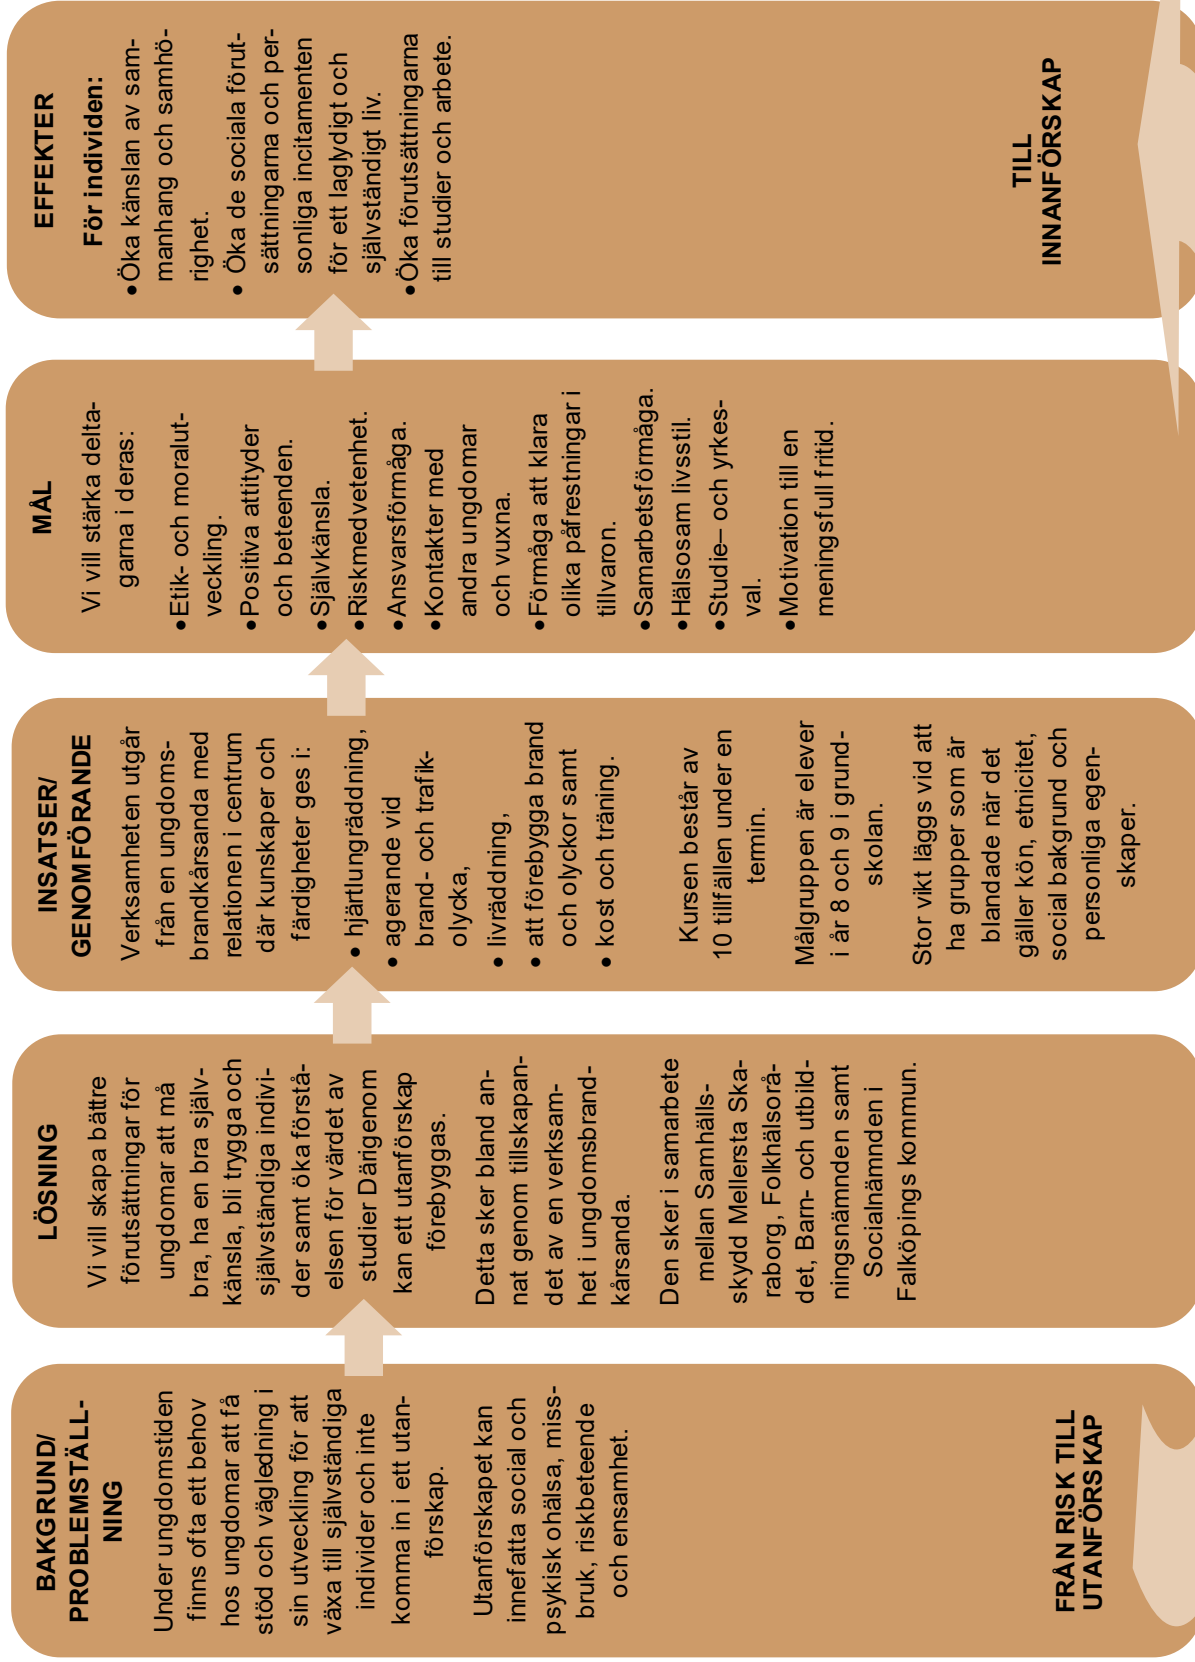 BAKGRUND/
PROBLEMSTÄLL-
NING
Under ungdomstiden
finns ofta ett behov
hos ungdomar att få
stöd och vägledning i
sin utveckling för att
växa till självständiga
individer och inte
komma in i ett utan-
förskap.
Utanförskapet kan
innefatta social och
psykisk ohälsa, miss-
bruk, riskbeteende
och ensamhet.
FRÅN RISK TILL
UTANFÖRSKAP
LÖSNING
Vi vill skapa bättre
förutsättningar för
ungdomar att må
bra, ha en bra själv-
känsla, bli trygga och
självständiga indivi-
der samt öka förstå-
elsen för värdet av
studier Därigenom
kan ett utanförskap
förebyggas.
Detta sker bland an-
nat genom tillskapan-
det av en verksam-
het i ungdomsbrand-
kårsanda.
Den sker i samarbete
mellan Samhälls-
skydd Mellersta Ska-
raborg, Folkhälsorå-
det, Barn- och utbild-
ningsnämnden samt
Socialnämnden i
Falköpings kommun.
INSATSER/
GENOMFÖRANDE
Verksamheten utgår
från en ungdoms-
brandkårsanda med
relationen i centrum
där kunskaper och
färdigheter ges i:
• hjärtlungräddning,
• agerande vid
brand- och trafik-
olycka,
• livräddning,
• att förebygga brand
och olyckor samt
• kost och träning.
Kursen består av
10 tillfällen under en
termin.
Målgruppen är elever
i år 8 och 9 i grund-
skolan.
Stor vikt läggs vid att
ha grupper som är
blandade när det
gäller kön, etnicitet,
social bakgrund och
personliga egen-
skaper.
MÅL
Vi vill stärka delta-
garna i deras:
•Etik- och moralut-
veckling.
•Positiva attityder
och beteenden.
•Självkänsla.
•Riskmedvetenhet.
•Ansvarsförmåga.
•Kontakter med
andra ungdomar
och vuxna.
•Förmåga att klara
olika påfrestningar i
tillvaron.
•Samarbetsförmåga.
•Hälsosam livsstil.
•Studie– och yrkes-
val.
•Motivation till en
meningsfull fritid.
EFFEKTER
För individen:
•Öka känslan av sam-
manhang och samhö-
righet.
• Öka de sociala förut-
sättningarna och per-
sonliga incitamenten
för ett laglydigt och
självständigt liv.
•Öka förutsättningarna
till studier och arbete.
TILL
INNANFÖRSKAP